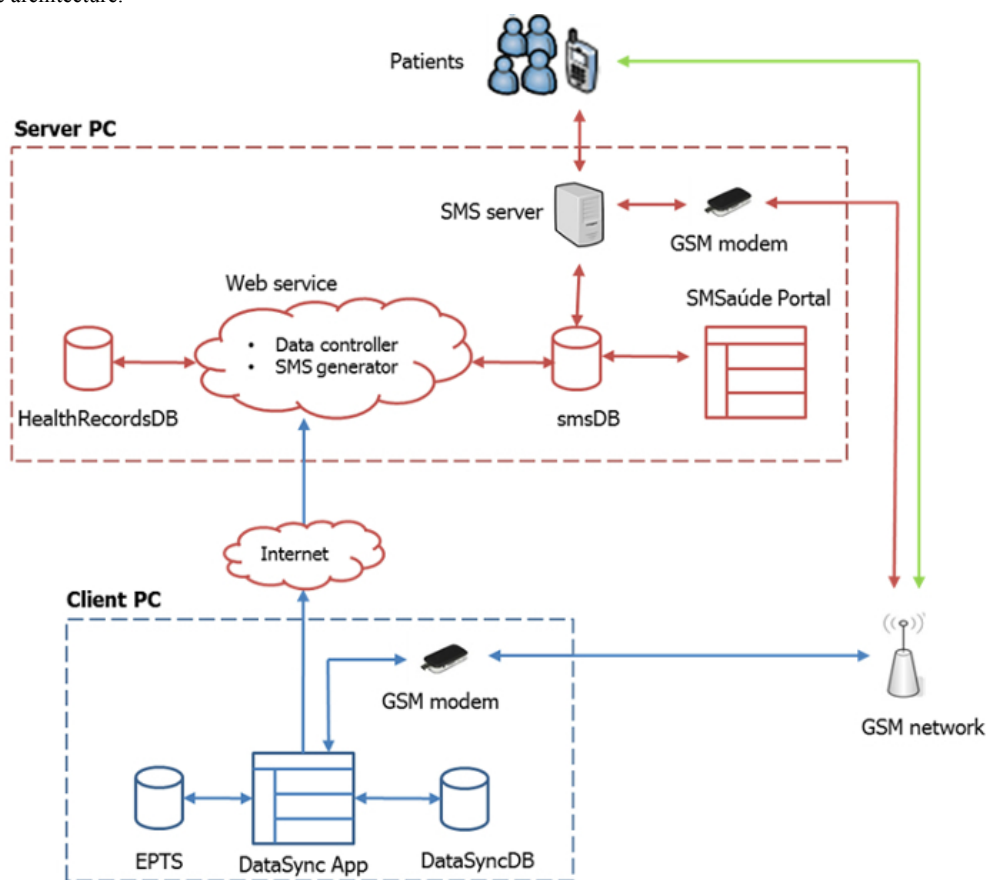 architecture.
Patients
Server PC
SMS server
GSM modem
Web service
SMSaúde Portal
• Data controller
• SMS generator
HealthRecordsDB
smsDB
Internet
Client PC
GSM modem
GSM network
EPTS
DataSync App
DataSyncDB